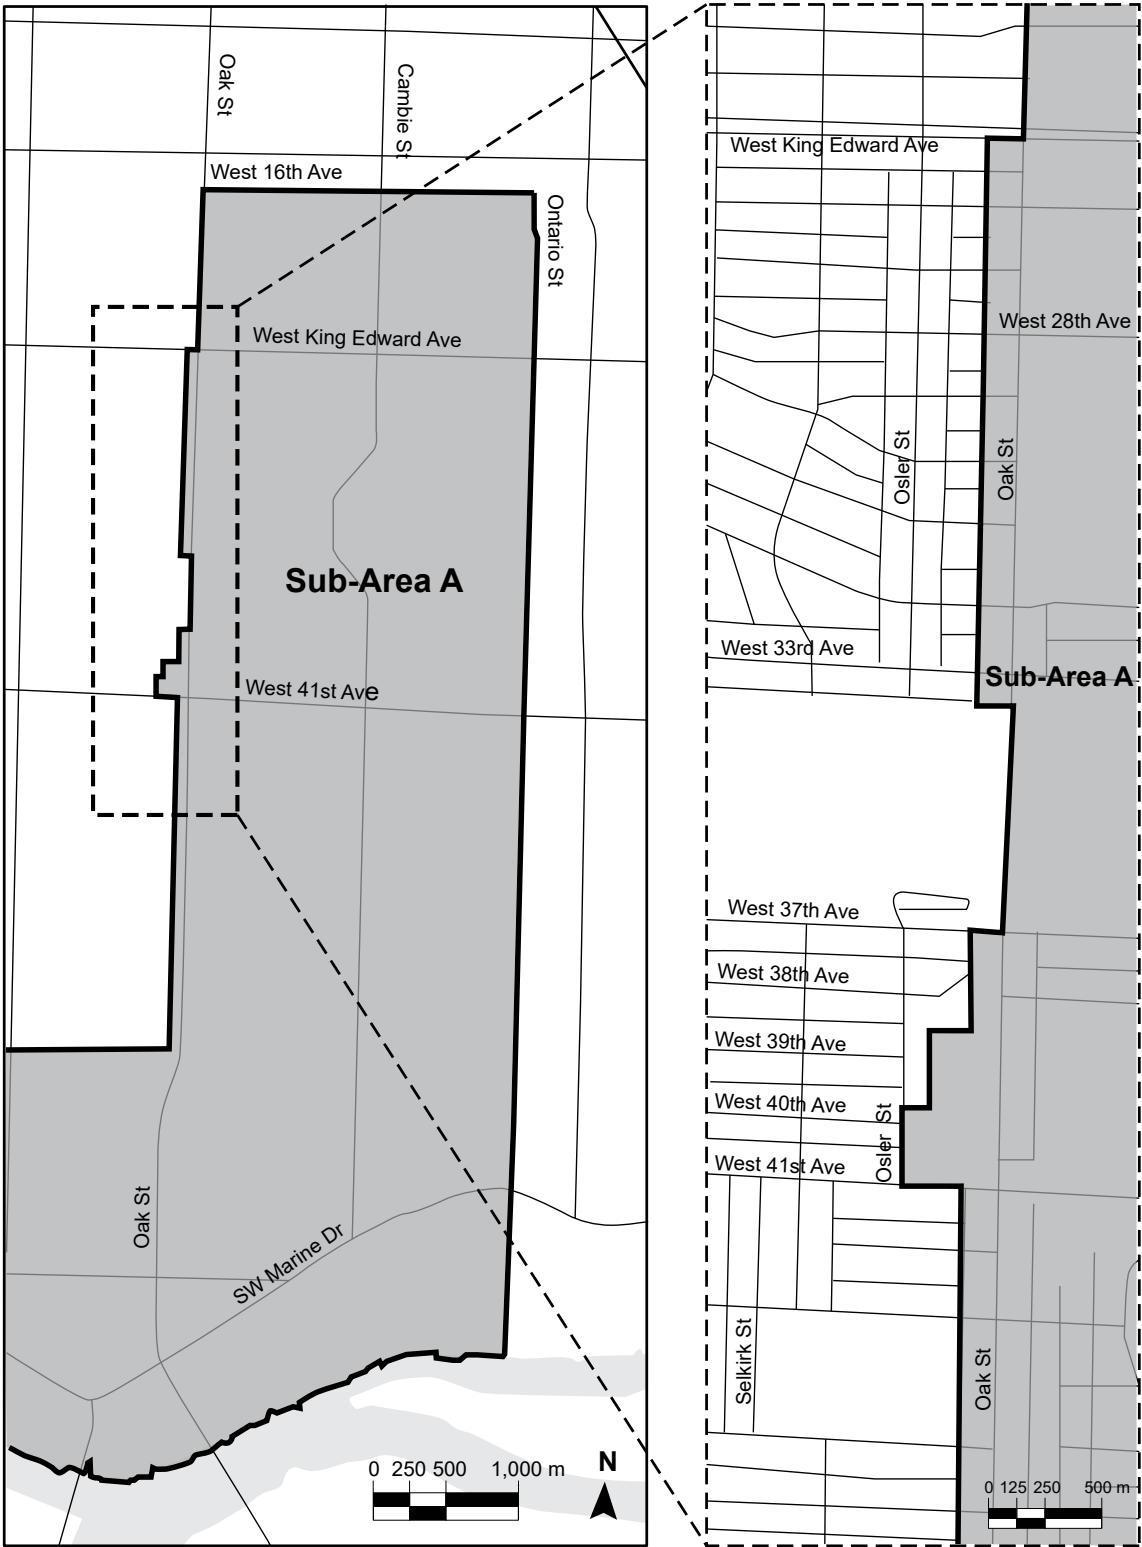 Oak St
Cambie St
West 16th Ave
Ontario St
West King Edward Ave
Sub-Area A
West 41st Ave
Oak St
SW Marine Dr
0 250 500 1,000 m
N
West King Edward Ave
West 28th Ave
Osler St
Oak St
West 33rd Ave
Sub-Area A
West 37th Ave
West 38th Ave
West 39th Ave
West 40th Ave
Osler St
West 41st Ave
Selkirk St
Oak St
0 125 250 500 m